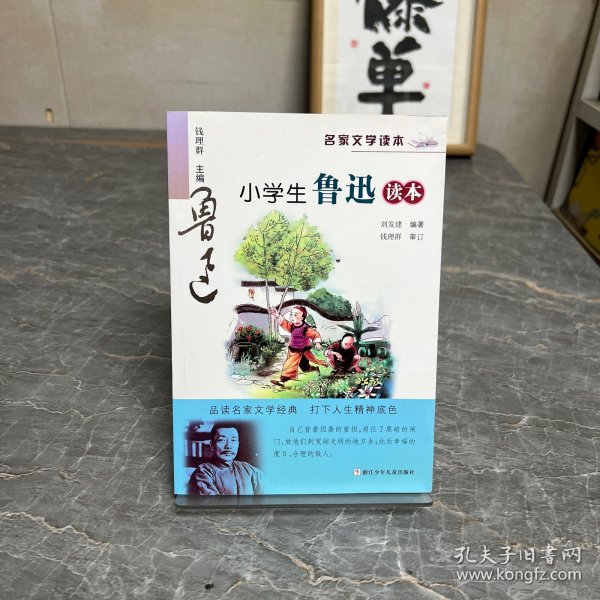 禅单
名家文学读本
钱理群 主编
小学生 鲁迅 读本
刘发建 编著
钱理群 审订
鲁迅
品读名家文学经典 打下人生精神底色
自己背着因袭的重担,肩住了黑暗的闸
门,放他们到宽阔光明的地方去;此后幸福的
度日,合理的做人。
浙江少年儿童出版社
孔夫子旧书网
www.kongfz.com